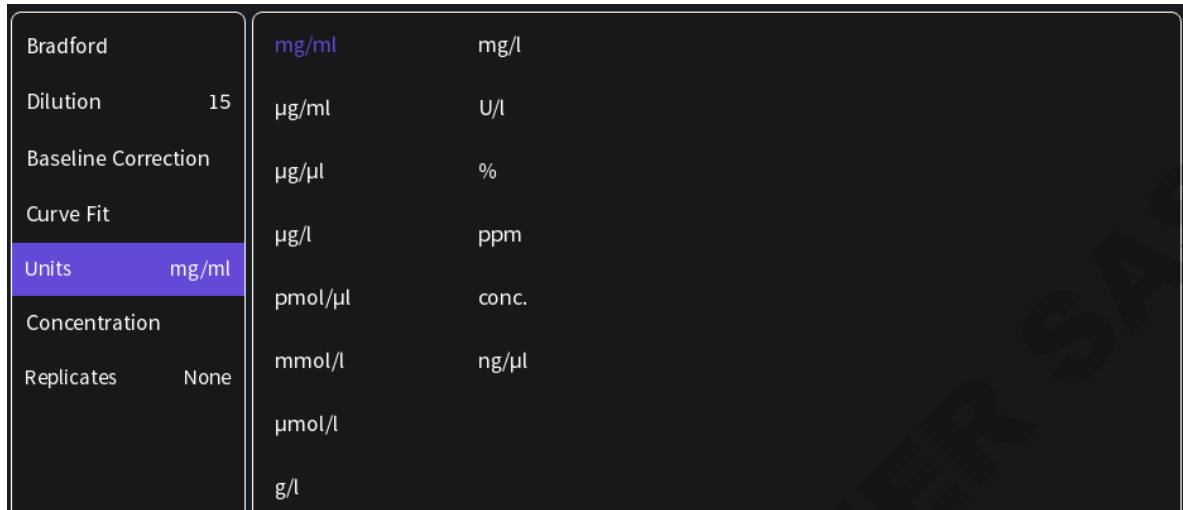 Bradford
Dilution 15
Baseline Correction
Curve Fit
Units mg/ml
Concentration
Replicates None
mg/ml mg/l
µg/ml U/l
µg/µl %
µg/l ppm
pmol/µl conc.
mmol/l ng/µl
µmol/l
g/l